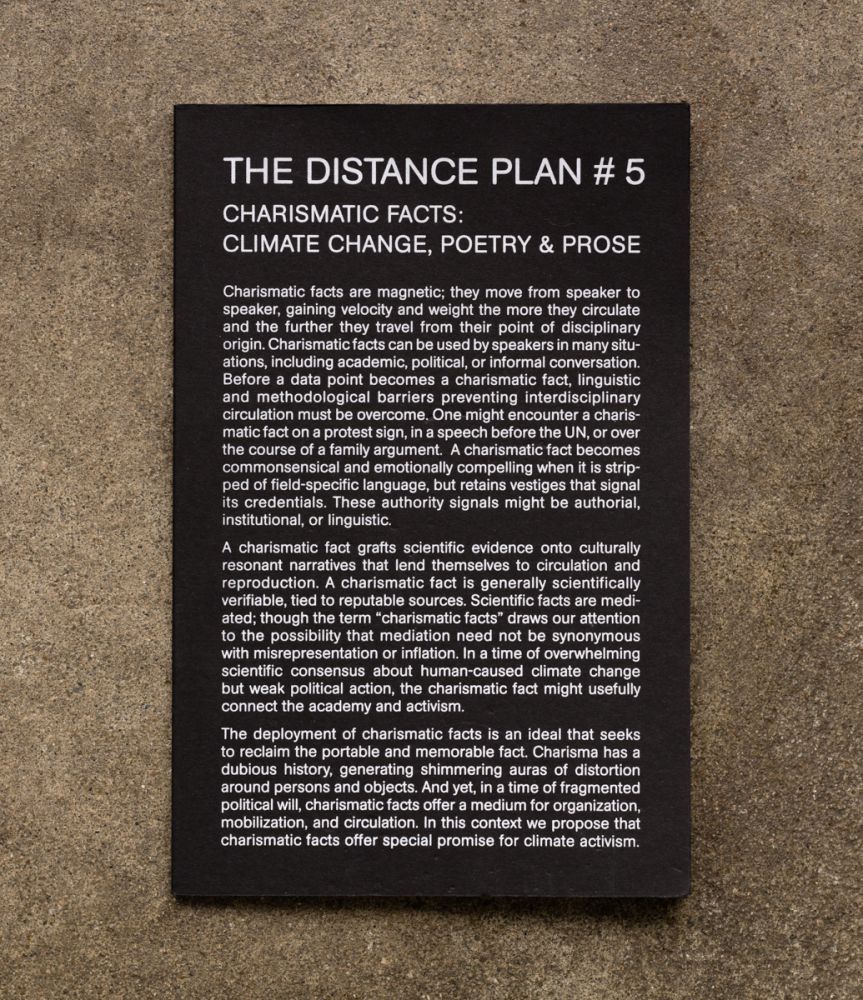 THE DISTANCE PLAN # 5
CHARISMATIC FACTS:
CLIMATE CHANGE, POETRY & PROSE
Charismatic facts are magnetic; they move from speaker to
speaker, gaining velocity and weight the more they circulate
and the further they travel from their point of disciplinary
origin. Charismatic facts can be used by speakers in many situ-
ations, including academic, political, or informal conversation.
Before a data point becomes a charismatic fact, linguistic
and methodological barriers preventing interdisciplinary
circulation must be overcome. One might encounter a charis-
matic fact on a protest sign, in a speech before the UN, or over
the course of a family argument. A charismatic fact becomes
commonsensical and emotionally compelling when it is strip-
ped of field-specific language, but retains vestiges that signal
its credentials. These authority signals might be authorial,
institutional, or linguistic.
A charismatic fact grafts scientific evidence onto culturally
resonant narratives that lend themselves to circulation and
reproduction. A charismatic fact is generally scientifically
verifiable, tied to reputable sources. Scientific facts are medi-
ated; though the term “charismatic facts” draws our attention
to the possibility that mediation need not be synonymous
with misrepresentation or inflation. In a time of overwhelming
scientific consensus about human-caused climate change
but weak political action, the charismatic fact might usefully
connect the academy and activism.
The deployment of charismatic facts is an ideal that seeks
to reclaim the portable and memorable fact. Charisma has a
dubious history, generating shimmering auras of distortion
around persons and objects. And yet, in a time of fragmented
political will, charismatic facts offer a medium for organization,
mobilization, and circulation. In this context we propose that
charismatic facts offer special promise for climate activism.